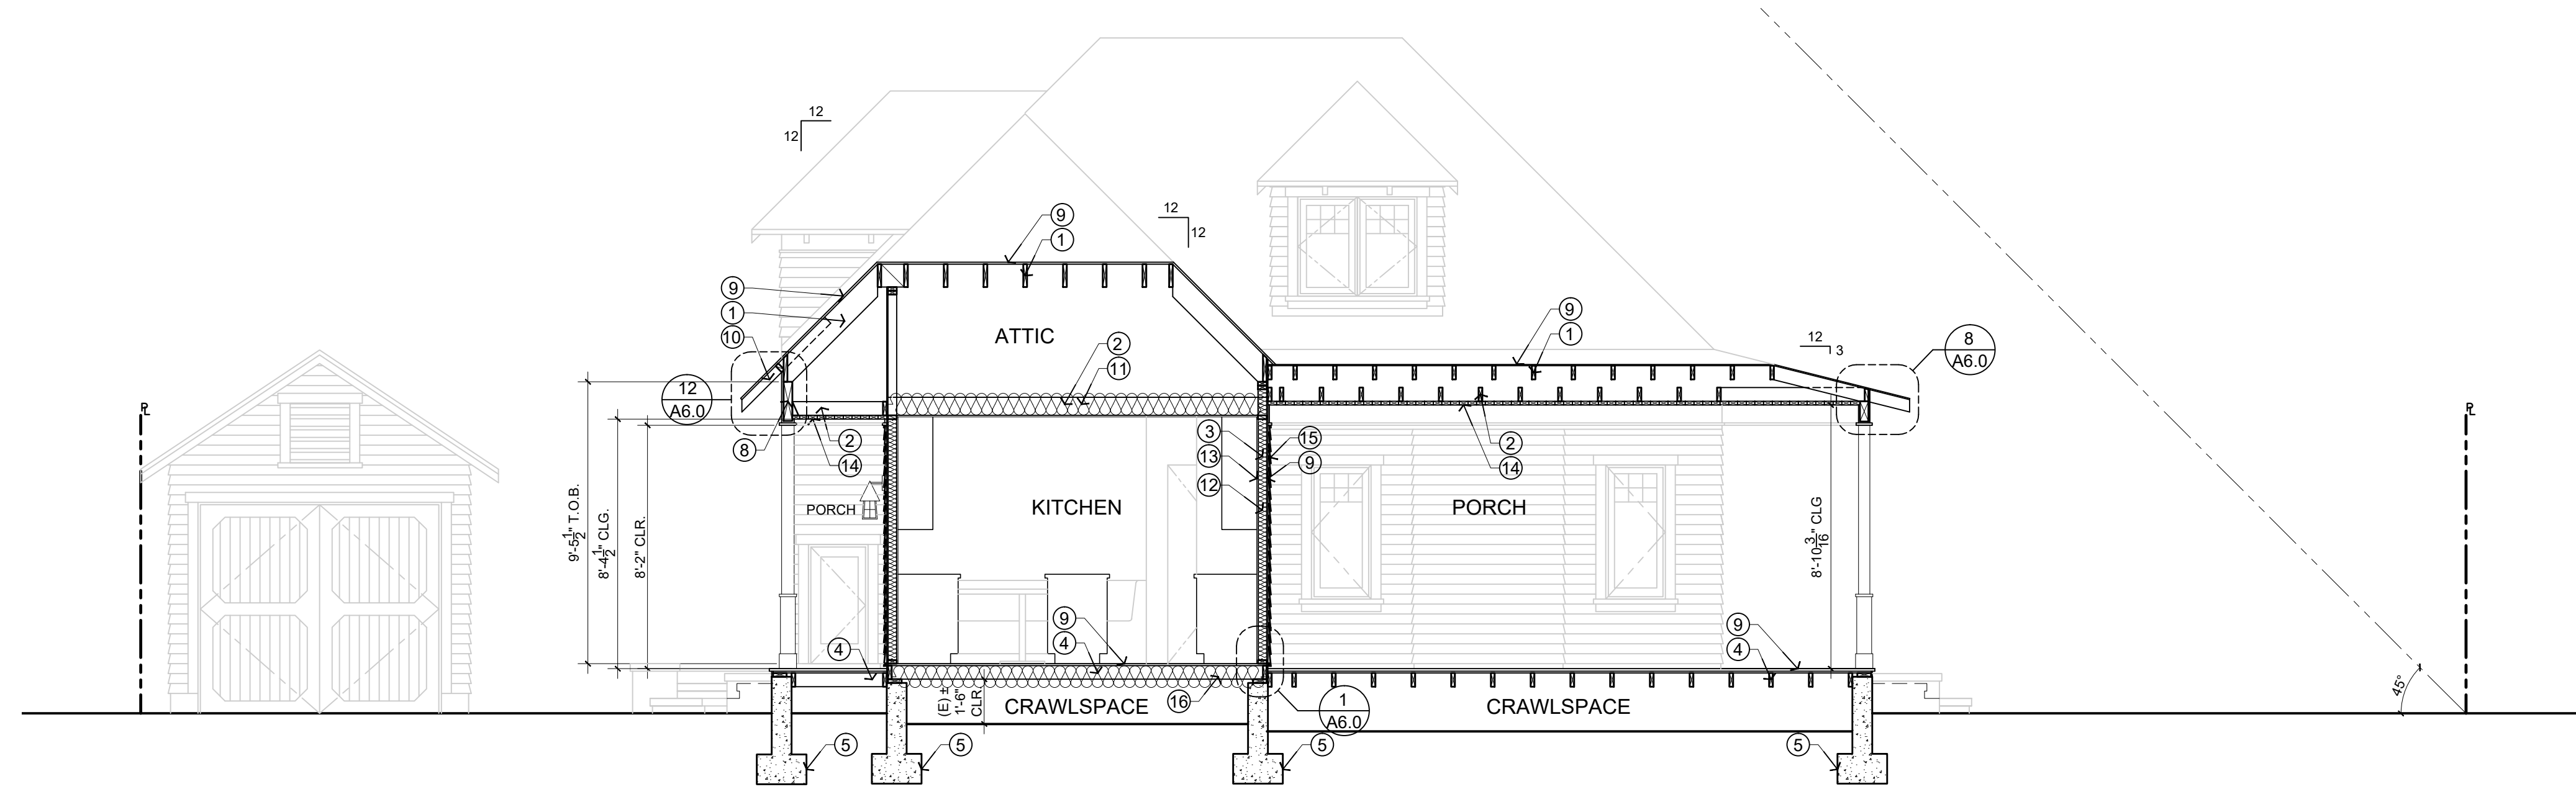 12
12
9
1
12
12
9
1
10
12
A6.0
8
ATTIC
2
11
9
1
12
3
8
A6.0
PL
PL
2
14
3
13
12
15
9
2
14
PORCH
KITCHEN
PORCH
9'-5 1/2" T.O.B.
8'-4 1/2" CLG.
8'-2" CLR.
8'-10 3/16" CLG
4
9
4
9
4
45°
(E) ±
1'-6"
CLR.
CRAWLSPACE
16
1
A6.0
CRAWLSPACE
5
5
5
5